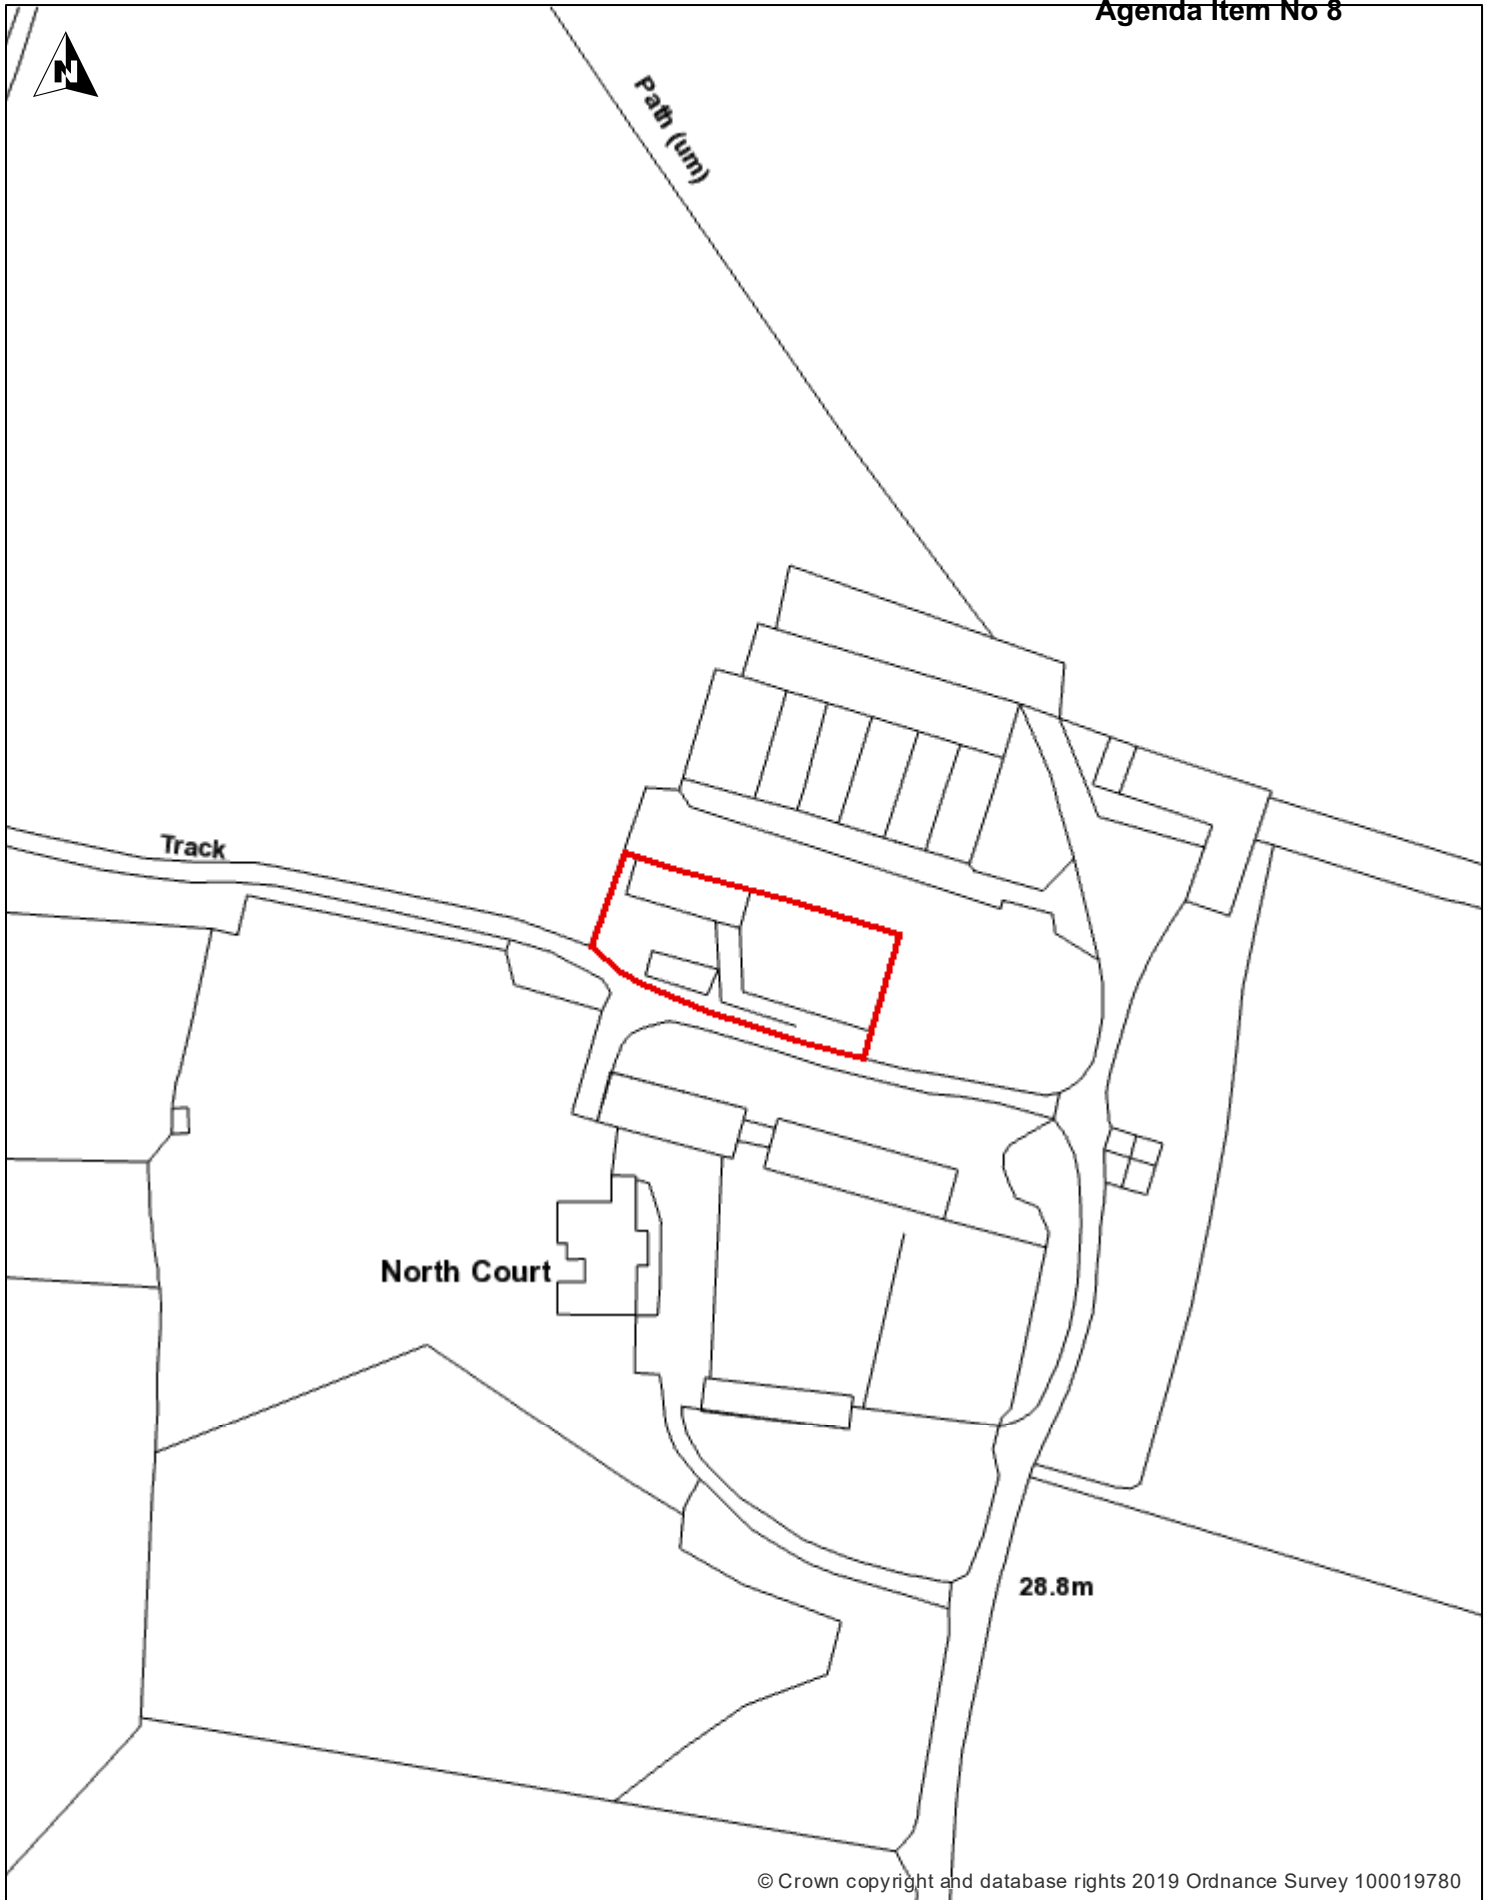 Agenda Item No 8
N
Path (um)
Track
North Court
28.8m
© Crown copyright and database rights 2019 Ordnance Survey 100019780